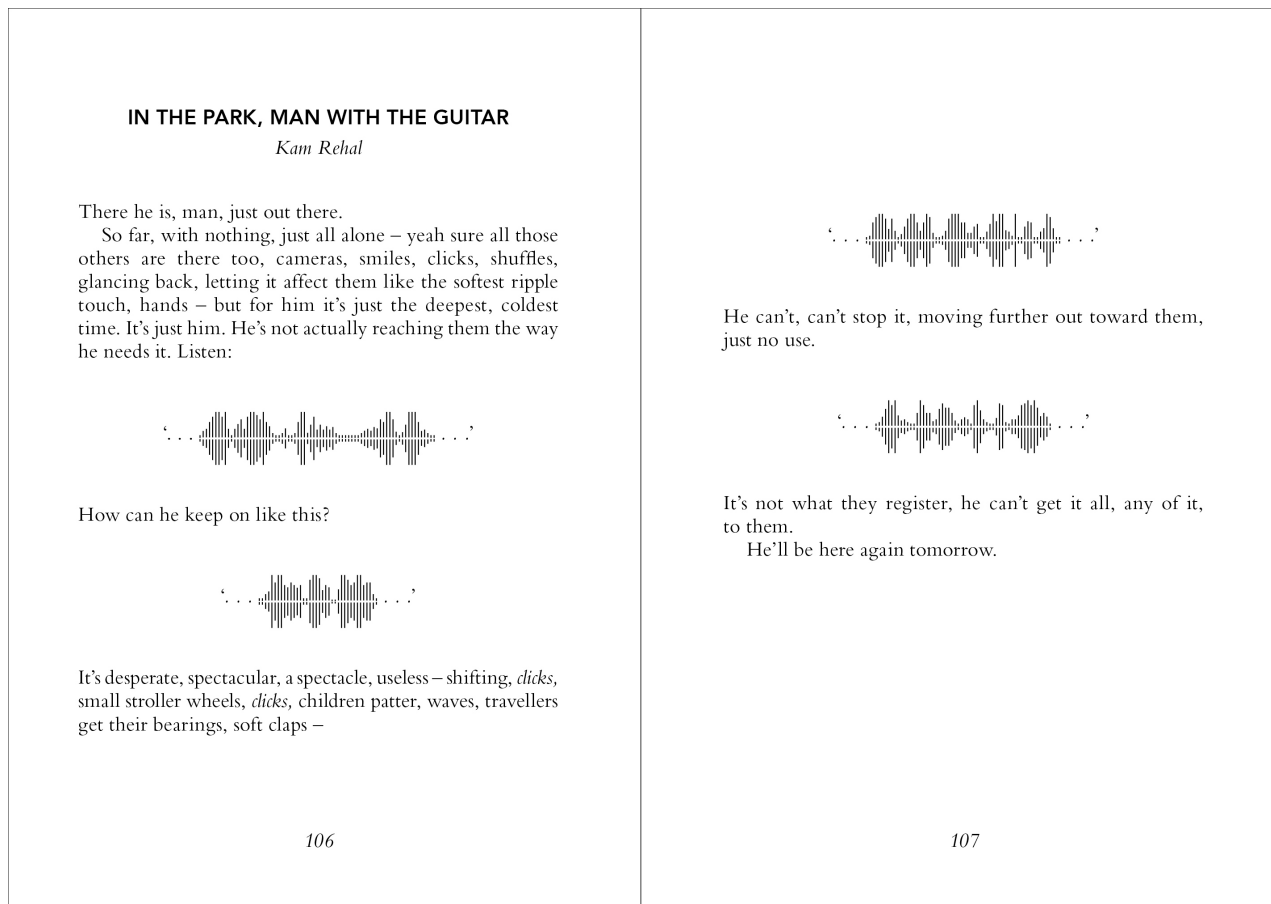 IN THE PARK, MAN WITH THE GUITAR
Kam Rehal
There he is, man, just out there.
So far, with nothing, just all alone – yeah sure all those
others are there too, cameras, smiles, clicks, shuffles,
glancing back, letting it affect them like the softest ripple
touch, hands – but for him it’s just the deepest, coldest
time. It’s just him. He’s not actually reaching them the way
he needs it. Listen:
‘. . . . . .’
How can he keep on like this?
‘. . . . . .’
It’s desperate, spectacular, a spectacle, useless – shifting, clicks,
small stroller wheels, clicks, children patter, waves, travellers
get their bearings, soft claps –
106
‘. . . . . .’
He can’t, can’t stop it, moving further out toward them,
just no use.
‘. . . . . .’
It’s not what they register, he can’t get it all, any of it,
to them.
He’ll be here again tomorrow.
107